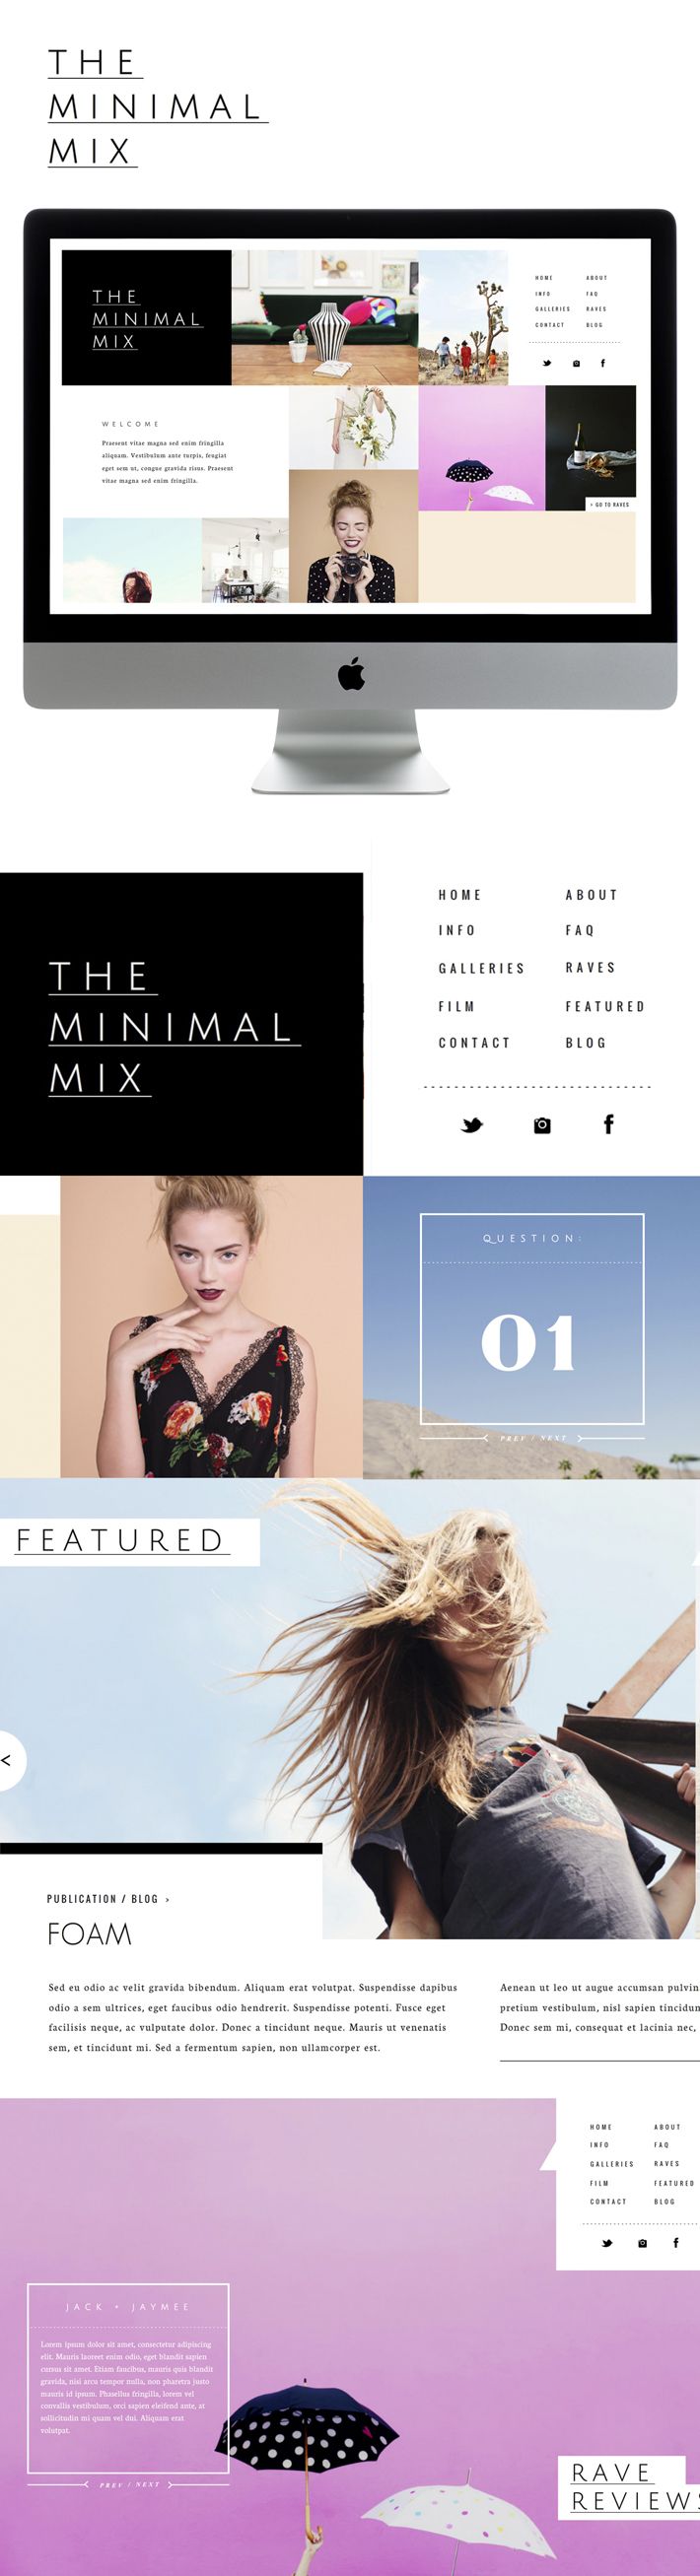 THE
MINIMAL
MIX
THE
MINIMAL
MIX
HOME ABOUT
INFO FAQ
GALLERIES RAVES
CONTACT BLOG
WELCOME
Praesent vitae magna sed enim fringilla
aliquam. Vestibulum ante turpis, feugiat
eget sem ut, congue gravida risus. Praesent
vitae magna sed enim fringilla.
> GO TO RAVES
THE
MINIMAL
MIX
HOME ABOUT
INFO FAQ
GALLERIES RAVES
FILM FEATURED
CONTACT BLOG
QUESTION:
01
PREV / NEXT
FEATURED
<
PUBLICATION / BLOG >
FOAM
Sed eu odio ac velit gravida bibendum. Aliquam erat volutpat. Suspendisse dapibus
odio a sem ultrices, eget faucibus odio hendrerit. Suspendisse potenti. Fusce eget
facilisis neque, ac vulputate dolor. Donec a tincidunt neque. Mauris ut venenatis
sem, et tincidunt mi. Sed a fermentum sapien, non ullamcorper est.
Aenean ut leo ut augue accumsan pulvin
pretium vestibulum, nisl sapien tincidun
Donec sem mi, consequat et lacinia nec,
HOME ABOUT
INFO FAQ
GALLERIES RAVES
FILM FEATURED
CONTACT BLOG
JACK + JAYMEE
Lorem ipsum dolor sit amet, consectetur adipiscing
elit. Mauris laoreet enim odio, eget blandit sapien
cursus sit amet. Etiam faucibus, mauris quis blandit
gravida, nisi arcu tempor nulla, non pharetra justo
mauris id ipsum. Phasellus fringilla, lorem vel
convallis vestibulum, orci sapien eleifend ante, at
sollicitudin mi quam vel dui. Aliquam erat
volutpat.
PREV / NEXT
RAVE
REVIEWS